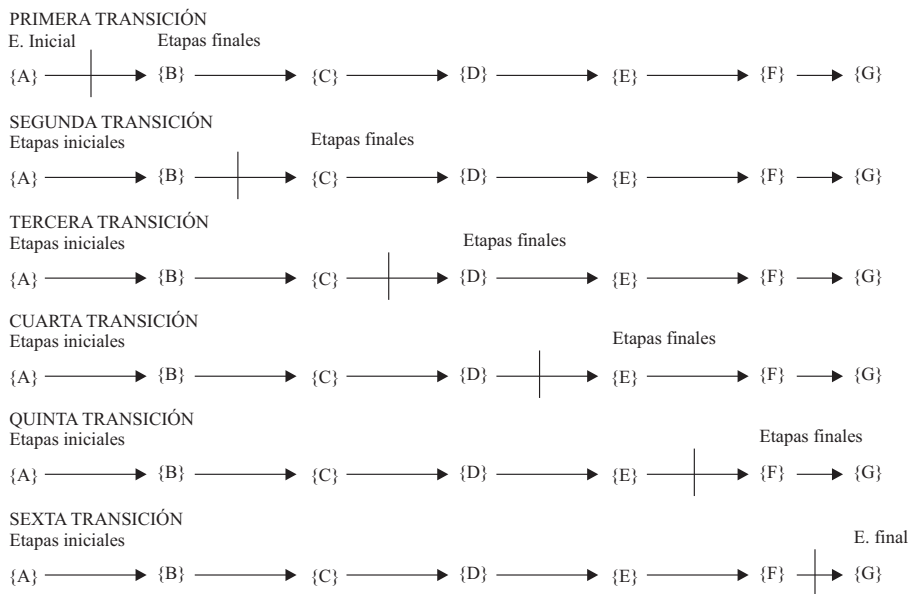 PRIMERA TRANSICIÓN
E. Inicial Etapas finales
{A} {B} {C} {D} {E} {F} {G}
SEGUNDA TRANSICIÓN
Etapas iniciales Etapas finales
{A} {B} {C} {D} {E} {F} {G}
TERCERA TRANSICIÓN
Etapas iniciales Etapas finales
{A} {B} {C} {D} {E} {F} {G}
CUARTA TRANSICIÓN
Etapas iniciales Etapas finales
{A} {B} {C} {D} {E} {F} {G}
QUINTA TRANSICIÓN
Etapas iniciales Etapas finales
{A} {B} {C} {D} {E} {F} {G}
SEXTA TRANSICIÓN
Etapas iniciales E. final
{A} {B} {C} {D} {E} {F} {G}